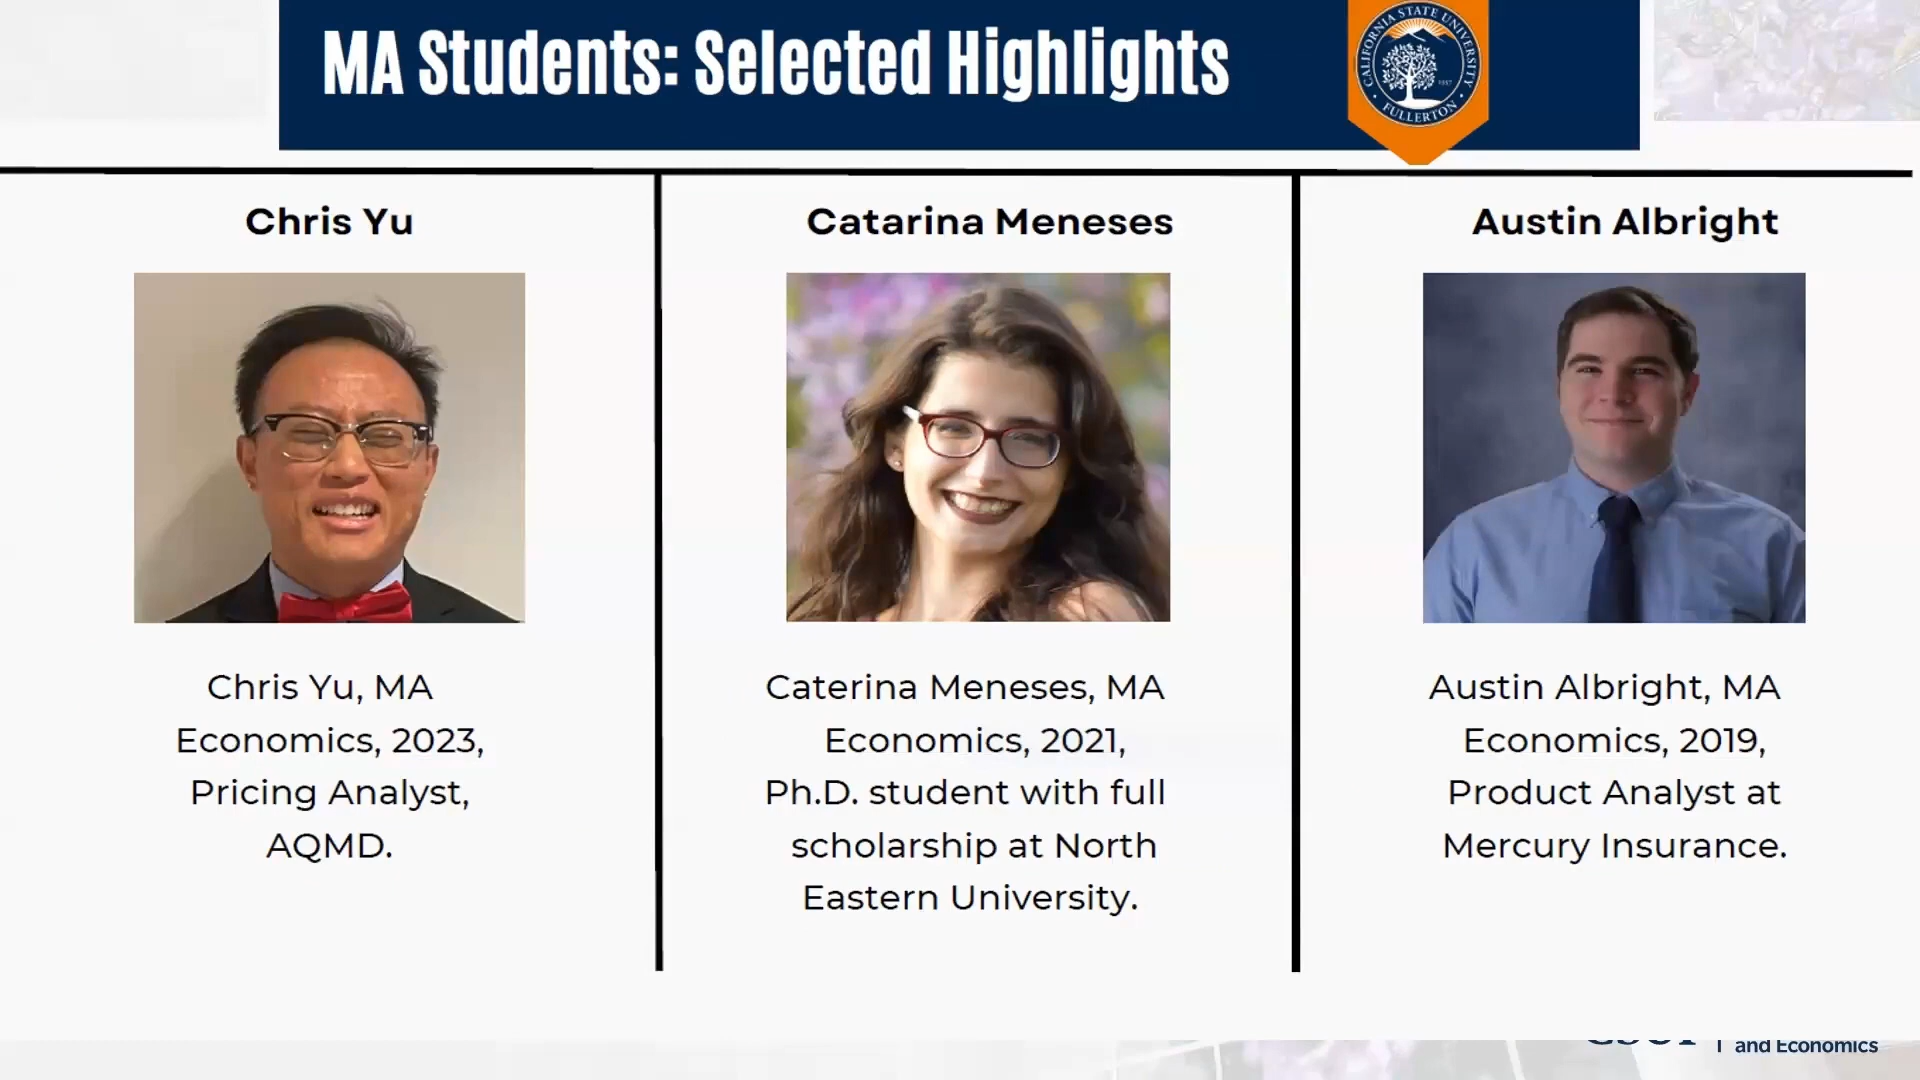 MA Students: Selected Highlights
CALIFORNIA STATE UNIVERSITY
1957
FULLERTON
Chris Yu
Catarina Meneses
Austin Albright
Chris Yu, MA
Economics, 2023,
Pricing Analyst,
AQMD.
Caterina Meneses, MA
Economics, 2021,
Ph.D. student with full
scholarship at North
Eastern University.
Austin Albright, MA
Economics, 2019,
Product Analyst at
Mercury Insurance.
and Economics